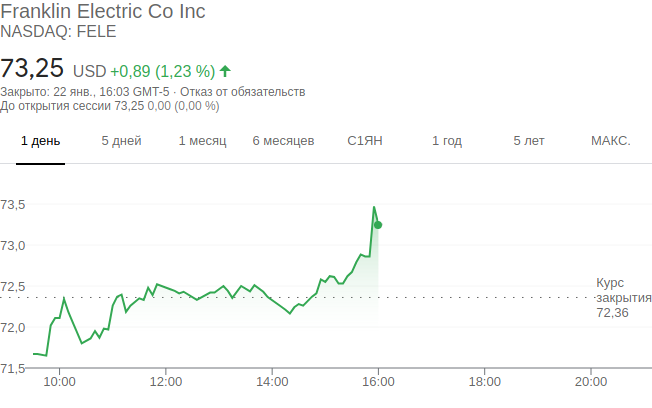 Franklin Electric Co Inc
NASDAQ: FELE
73,25 USD +0,89 (1,23 %)
Закрыто: 22 янв., 16:03 GMT-5 · Отказ от обязательств
До открытия сессии 73,25 0,00 (0,00 %)
1 день 5 дней 1 месяц 6 месяцев С1ЯН 1 год 5 лет МАКС.
73,5
73,0
72,5
Курс
закрытия
72,36
72,0
71,5
10:00 12:00 14:00 16:00 18:00 20:00